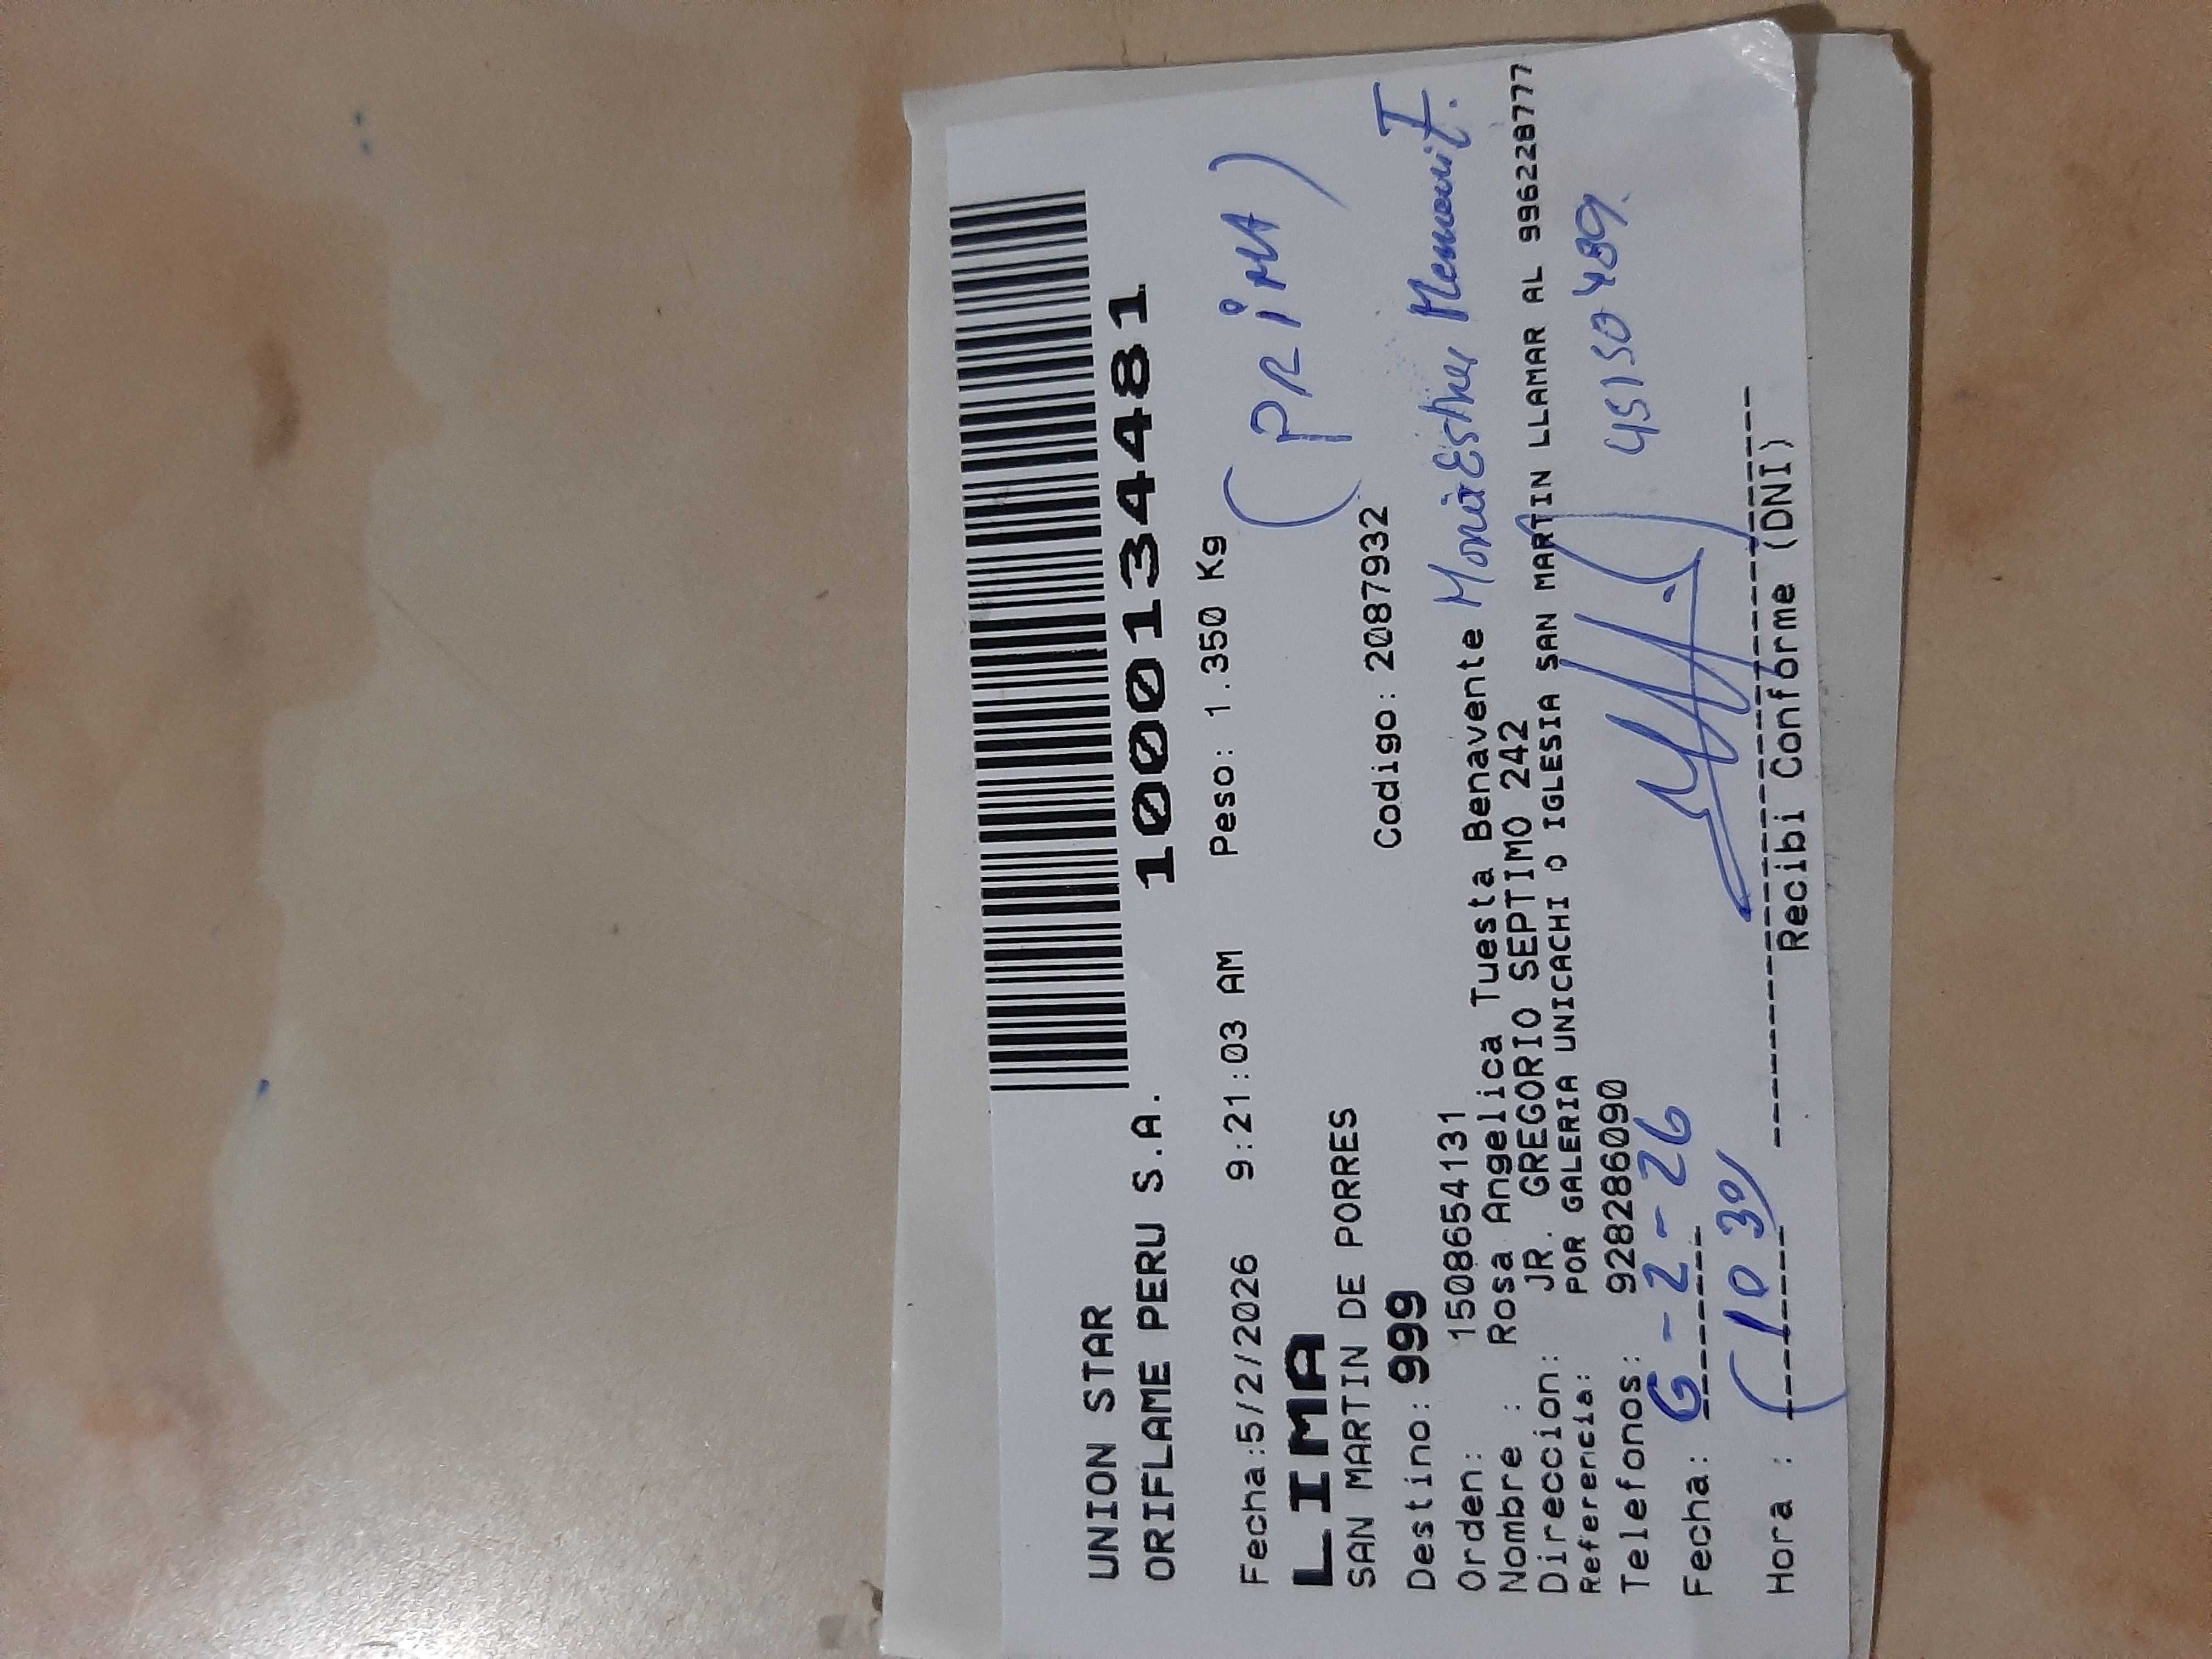 UNION STAR
ORIFLAME PERU S.A.
1000134481
Fecha:5/2/2026 9:21:03 AM Peso: 1.350 Kg
(PRiMA)
LIMA
SAN MARTIN DE PORRES
Destino: 999 Codigo: 2087932
Orden: 1508654131
Nombre : Rosa Angelica Tuesta Benavente Maria Esther T.
Direccion: JR. GREGORIO SEPTIMO 242
Referencia: POR GALERIA UNICACHI O IGLESIA SAN MARTIN LLAMAR AL 996228777
Telefonos: 928286090 45150489
Fecha: 6-2-26
Hora : (10 30)
Recibi Conforme (DNI)